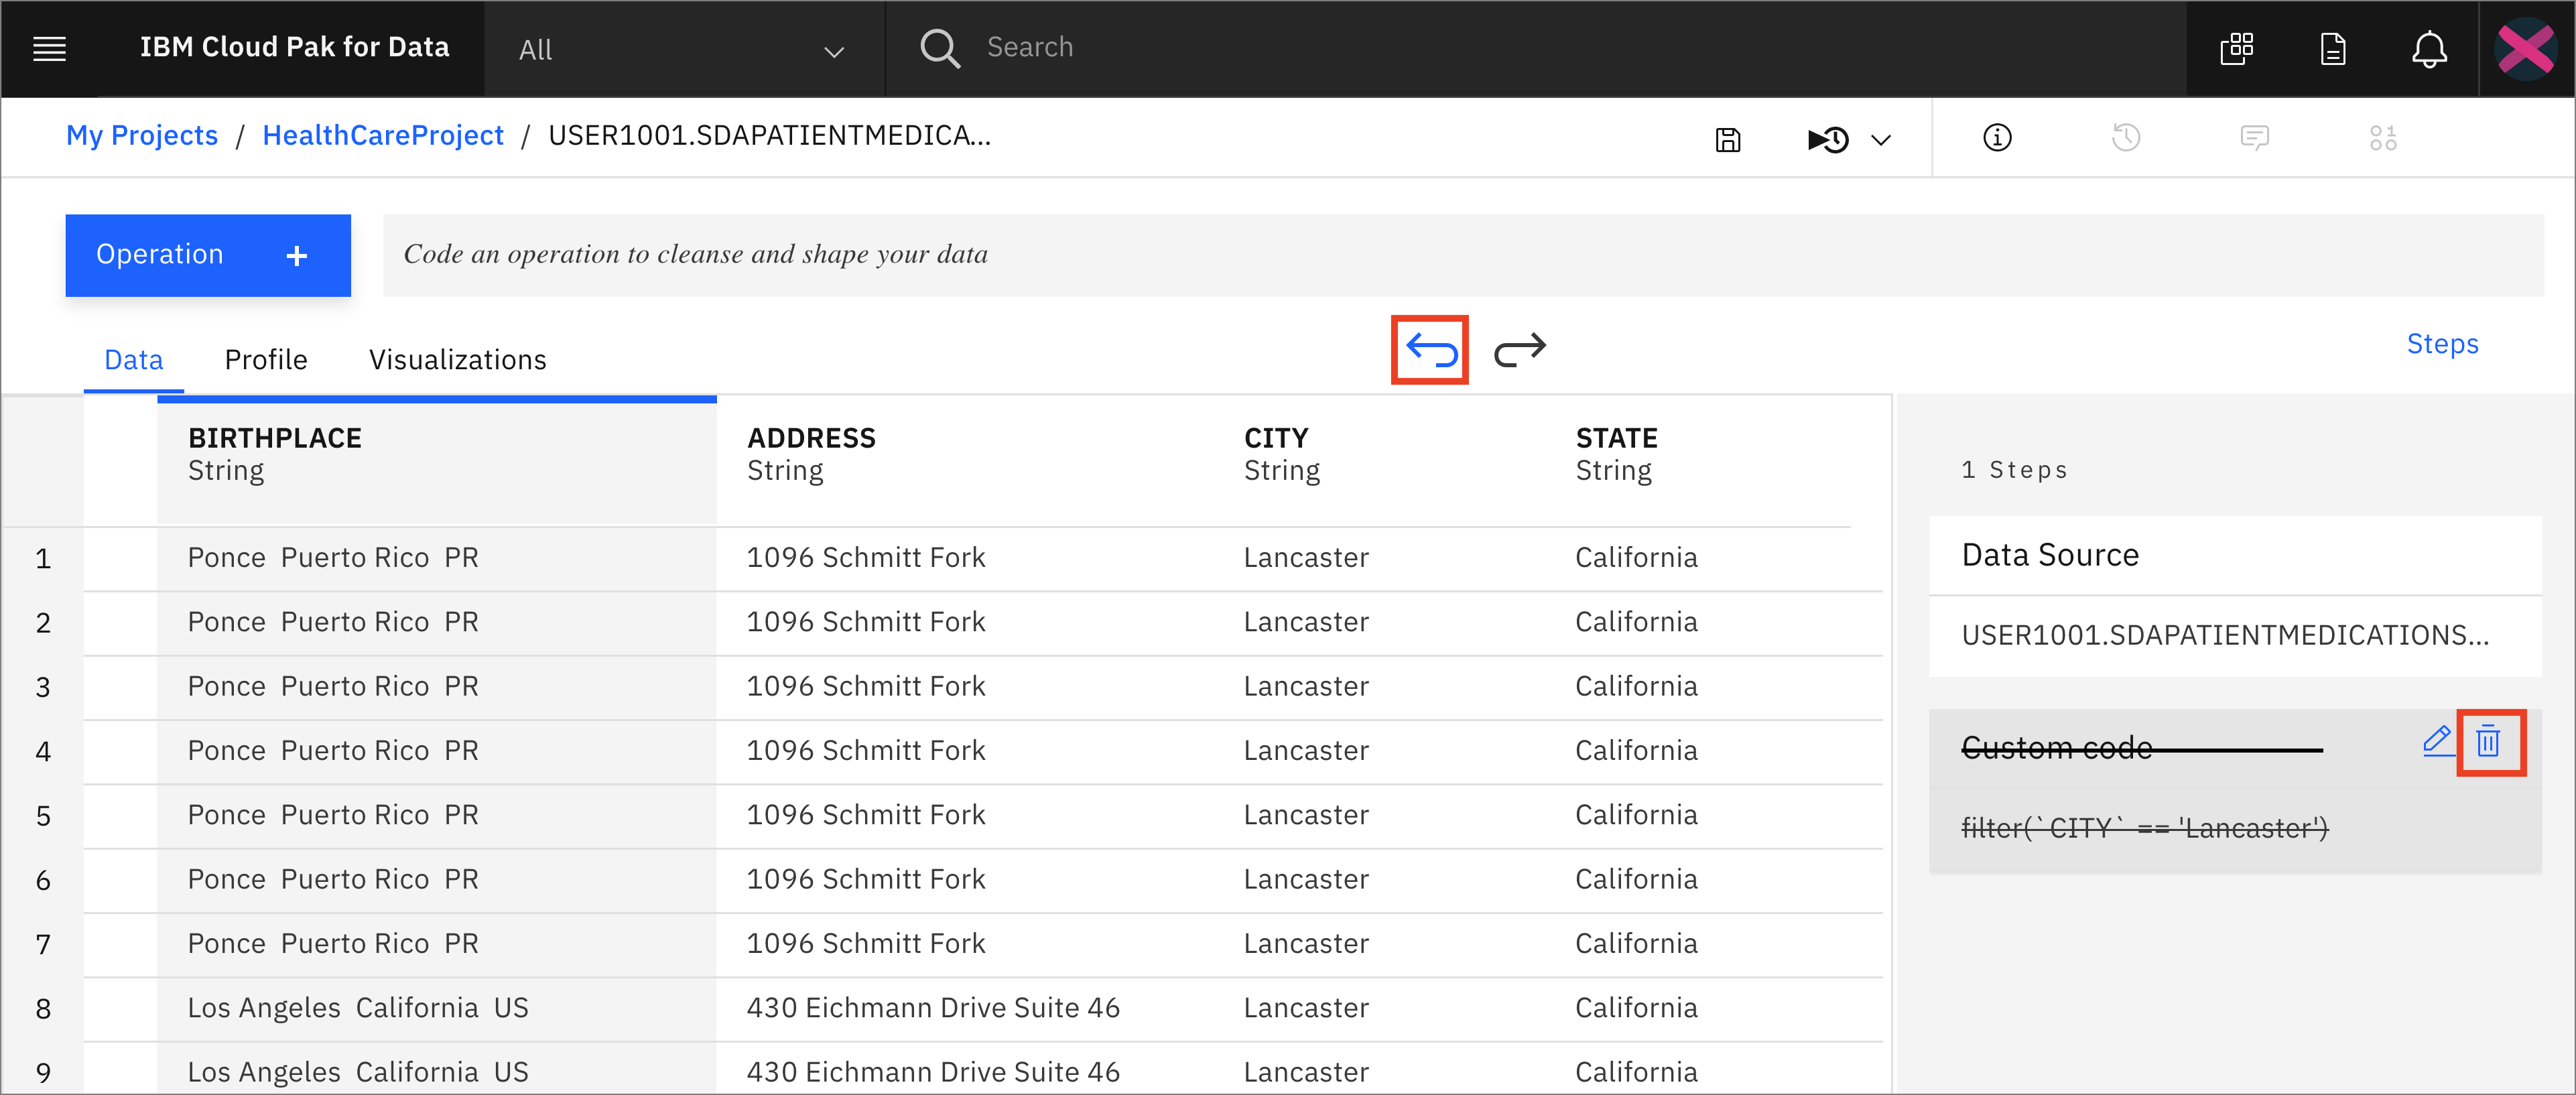 IBM Cloud Pak for Data All Search
My Projects / HealthCareProject / USER1001.SDAPATIENTMEDICA...
Operation + Code an operation to cleanse and shape your data
Data Profile Visualizations Steps
BIRTHPLACE ADDRESS CITY STATE
String String String String
1 Ponce Puerto Rico PR 1096 Schmitt Fork Lancaster California
2 Ponce Puerto Rico PR 1096 Schmitt Fork Lancaster California
3 Ponce Puerto Rico PR 1096 Schmitt Fork Lancaster California
4 Ponce Puerto Rico PR 1096 Schmitt Fork Lancaster California
5 Ponce Puerto Rico PR 1096 Schmitt Fork Lancaster California
6 Ponce Puerto Rico PR 1096 Schmitt Fork Lancaster California
7 Ponce Puerto Rico PR 1096 Schmitt Fork Lancaster California
8 Los Angeles California US 430 Eichmann Drive Suite 46 Lancaster California
9 Los Angeles California US 430 Eichmann Drive Suite 46 Lancaster California
1 Steps
Data Source
USER1001.SDAPATIENTMEDICATIONS...
Custom code
filter(`CITY` == 'Lancaster')